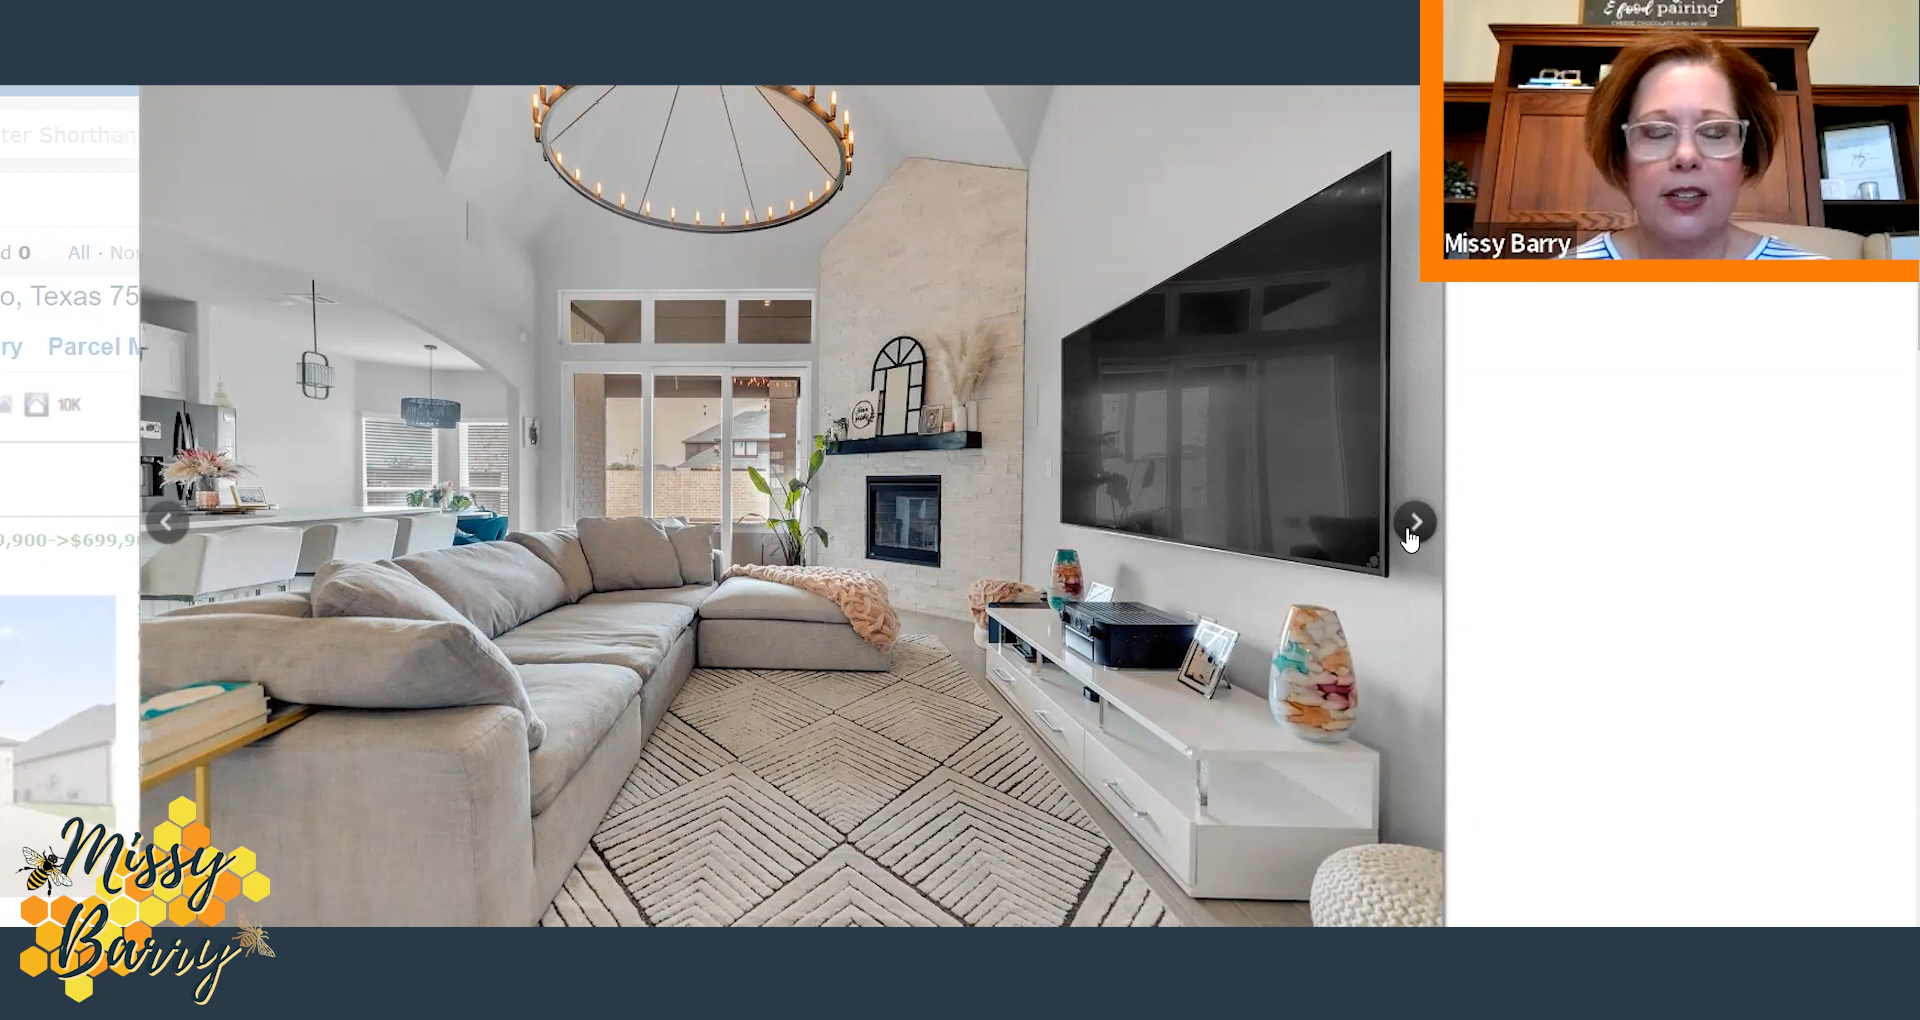 & food pairing
Missy Barry
ter Shorthan
d 0 All · No
o, Texas 75
ry Parcel M
10K
9,900->$699,9
Missy
Barry